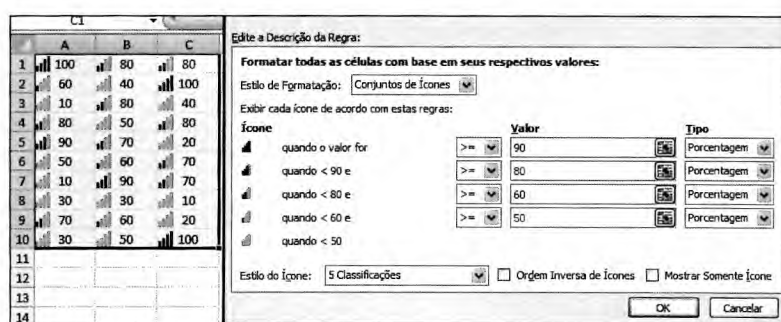 C1
A B C
1 100 80 80
2 60 40 100
3 10 80 40
4 80 50 80
5 90 70 20
6 50 60 70
7 10 90 70
8 30 30 10
9 70 60 20
10 30 50 100
11
12
13
14
Edite a Descrição da Regra:
Formatar todas as células com base em seus respectivos valores:
Estilo de Formatação: Conjuntos de Ícones
Exibir cada ícone de acordo com estas regras:
Ícone Valor Tipo
quando o valor for >= 90 Porcentagem
quando < 90 e >= 80 Porcentagem
quando < 80 e >= 60 Porcentagem
quando < 60 e >= 50 Porcentagem
quando < 50
Estilo do Ícone: 5 Classificações Ordem Inversa de Ícones Mostrar Somente Ícone
OK Cancelar